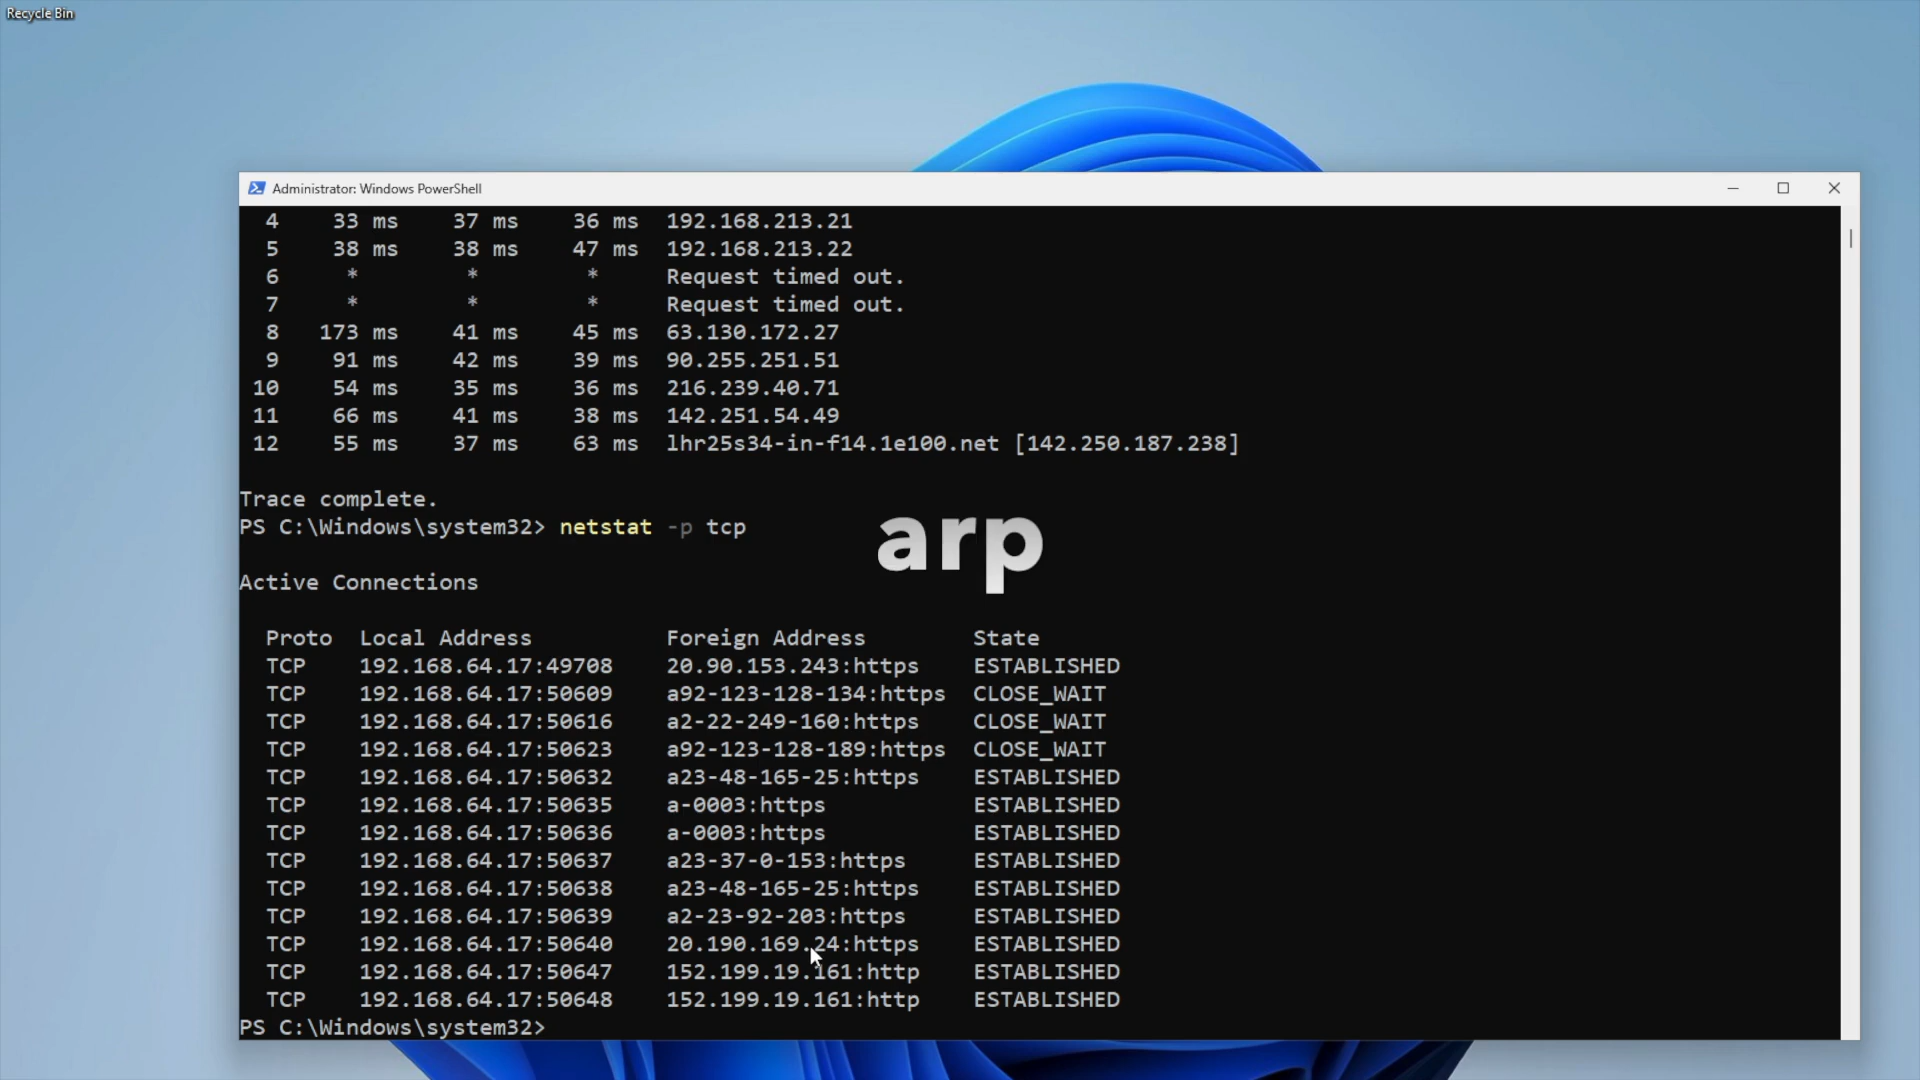 Recycle Bin
Administrator: Windows PowerShell
4 33 ms 37 ms 36 ms 192.168.213.21
5 38 ms 38 ms 47 ms 192.168.213.22
6 * * * Request timed out.
7 * * * Request timed out.
8 173 ms 41 ms 45 ms 63.130.172.27
9 91 ms 42 ms 39 ms 90.255.251.51
10 54 ms 35 ms 36 ms 216.239.40.71
11 66 ms 41 ms 38 ms 142.251.54.49
12 55 ms 37 ms 63 ms lhr25s34-in-f14.1e100.net [142.250.187.238]
Trace complete.
PS C:\Windows\system32> netstat -p tcp
arp
Active Connections
Proto Local Address Foreign Address State
TCP 192.168.64.17:49708 20.90.153.243:https ESTABLISHED
TCP 192.168.64.17:50609 a92-123-128-134:https CLOSE_WAIT
TCP 192.168.64.17:50616 a2-22-249-160:https CLOSE_WAIT
TCP 192.168.64.17:50623 a92-123-128-189:https CLOSE_WAIT
TCP 192.168.64.17:50632 a23-48-165-25:https ESTABLISHED
TCP 192.168.64.17:50635 a-0003:https ESTABLISHED
TCP 192.168.64.17:50636 a-0003:https ESTABLISHED
TCP 192.168.64.17:50637 a23-37-0-153:https ESTABLISHED
TCP 192.168.64.17:50638 a23-48-165-25:https ESTABLISHED
TCP 192.168.64.17:50639 a2-23-92-203:https ESTABLISHED
TCP 192.168.64.17:50640 20.190.169.24:https ESTABLISHED
TCP 192.168.64.17:50647 152.199.19.161:http ESTABLISHED
TCP 192.168.64.17:50648 152.199.19.161:http ESTABLISHED
PS C:\Windows\system32>